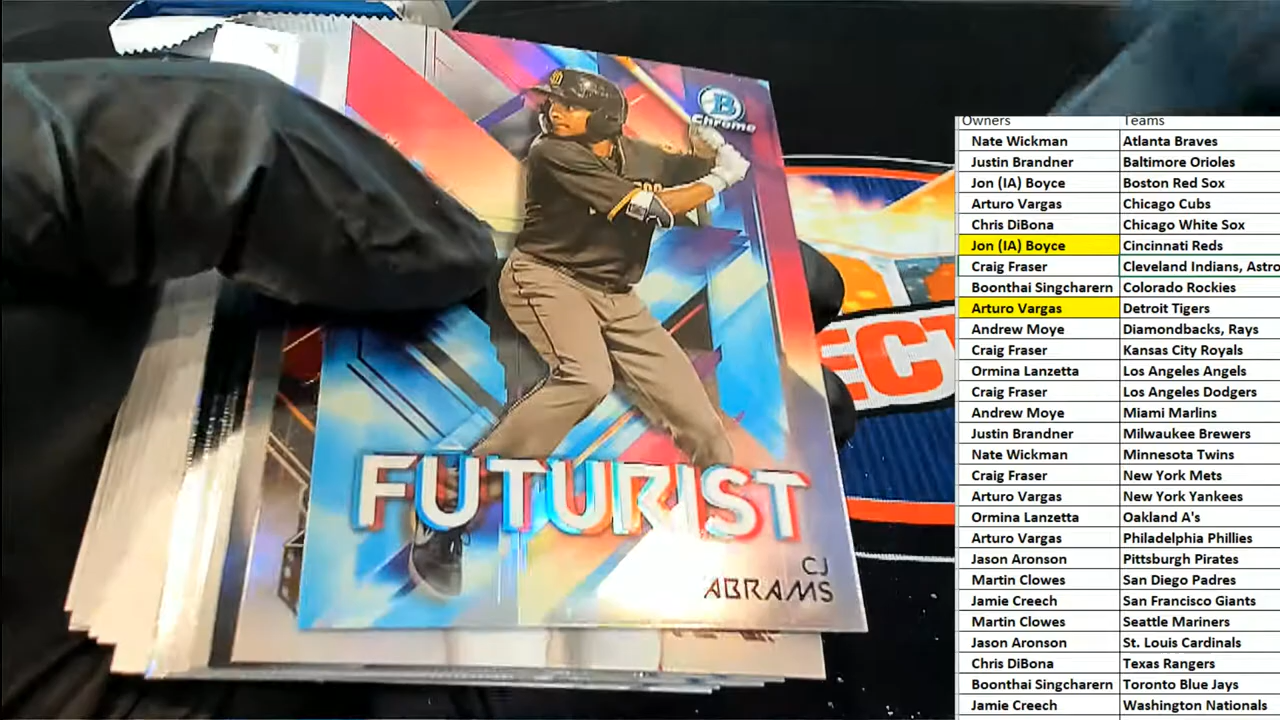 B
Chrome
FUTURIST
CJ
ABRAMS
ECT
Owners Teams
Nate Wickman Atlanta Braves
Justin Brandner Baltimore Orioles
Jon (IA) Boyce Boston Red Sox
Arturo Vargas Chicago Cubs
Chris DiBona Chicago White Sox
Jon (IA) Boyce Cincinnati Reds
Craig Fraser Cleveland Indians, Astro
Boonthai Singcharern Colorado Rockies
Arturo Vargas Detroit Tigers
Andrew Moye Diamondbacks, Rays
Craig Fraser Kansas City Royals
Ormina Lanzetta Los Angeles Angels
Craig Fraser Los Angeles Dodgers
Andrew Moye Miami Marlins
Justin Brandner Milwaukee Brewers
Nate Wickman Minnesota Twins
Craig Fraser New York Mets
Arturo Vargas New York Yankees
Ormina Lanzetta Oakland A's
Arturo Vargas Philadelphia Phillies
Jason Aronson Pittsburgh Pirates
Martin Clowes San Diego Padres
Jamie Creech San Francisco Giants
Martin Clowes Seattle Mariners
Jason Aronson St. Louis Cardinals
Chris DiBona Texas Rangers
Boonthai Singcharern Toronto Blue Jays
Jamie Creech Washington Nationals